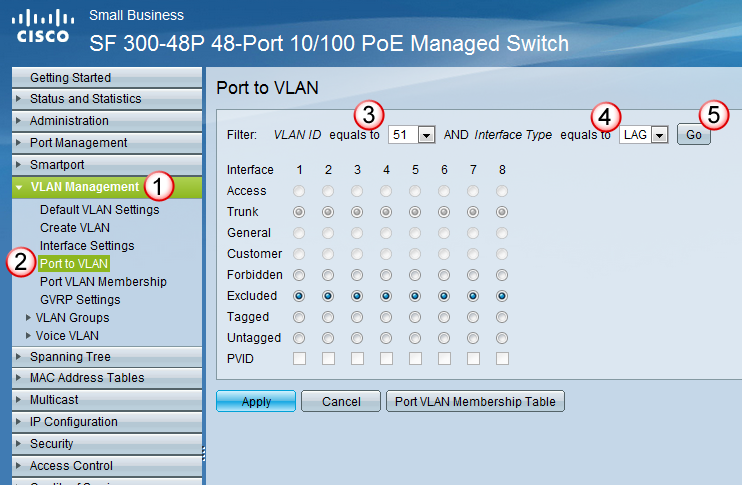 Small Business
CISCO
SF 300-48P 48-Port 10/100 PoE Managed Switch
Getting Started
Status and Statistics
Administration
Port Management
Smartport
VLAN Management 1
Default VLAN Settings
Create VLAN
Interface Settings
2 Port to VLAN
Port VLAN Membership
GVRP Settings
VLAN Groups
Voice VLAN
Spanning Tree
MAC Address Tables
Multicast
IP Configuration
Security
Access Control
Port to VLAN
3 4 5
Filter: VLAN ID equals to 51 AND Interface Type equals to LAG Go
Interface 1 2 3 4 5 6 7 8
Access
Trunk
General
Customer
Forbidden
Excluded
Tagged
Untagged
PVID
Apply Cancel Port VLAN Membership Table